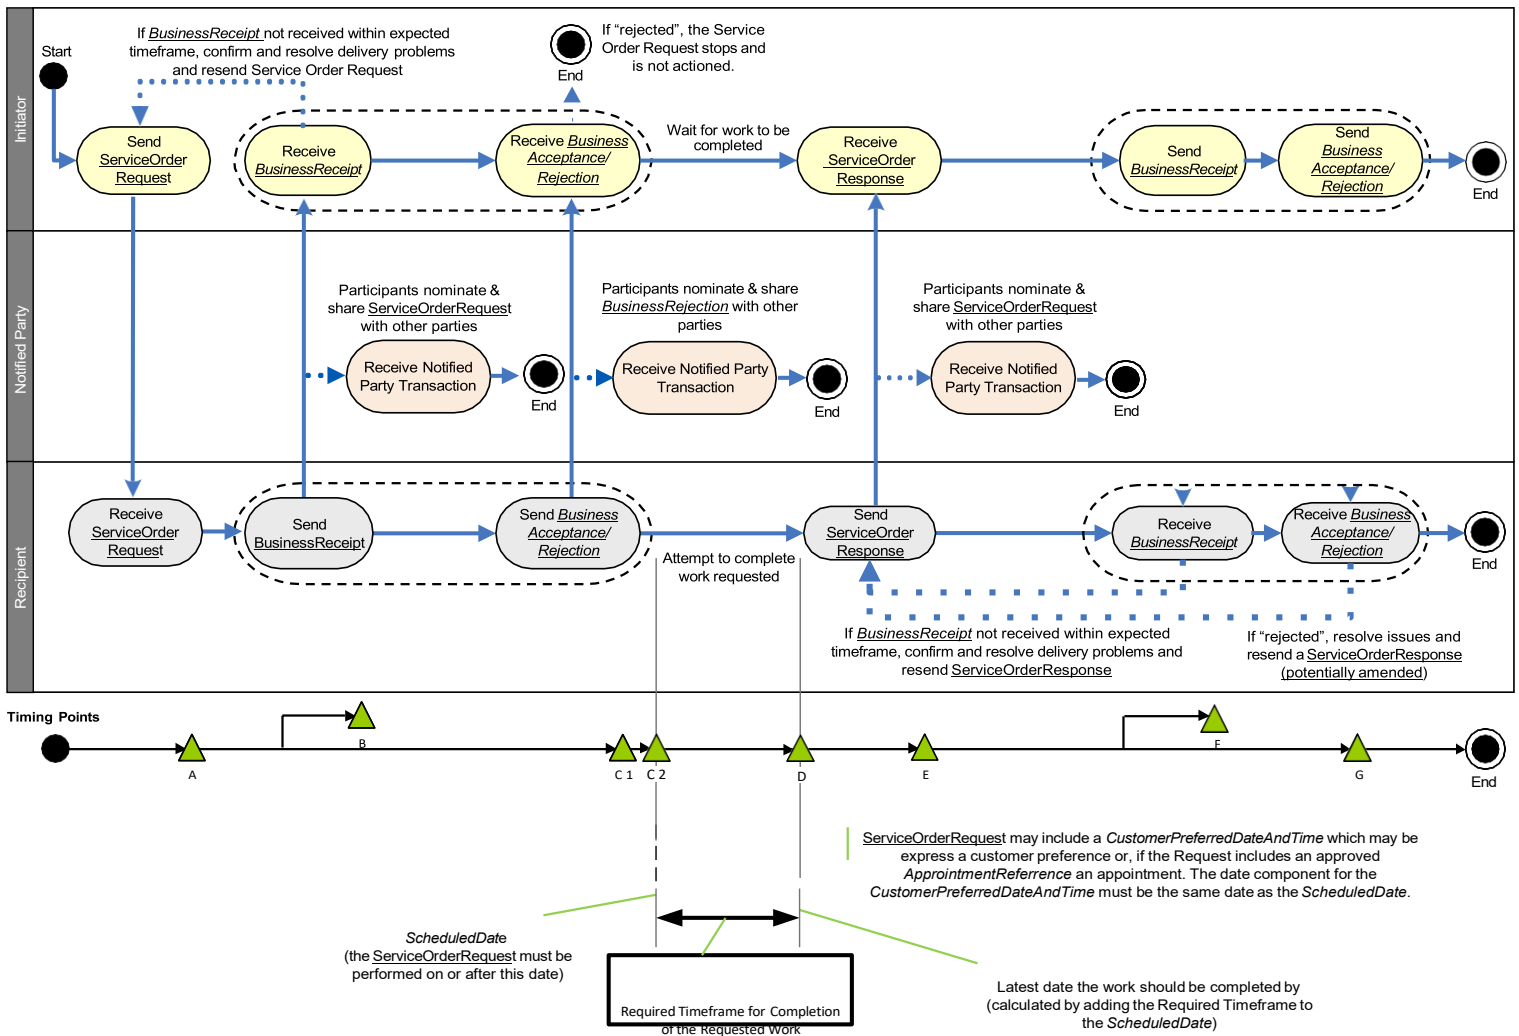 Initiator
Start
If BusinessReceipt not received within expected
timeframe, confirm and resolve delivery problems
and resend Service Order Request
End
If “rejected”, the Service
Order Request stops and
is not actioned.
Send
ServiceOrder
Request
Receive
BusinessReceipt
Receive Business
Acceptance/
Rejection
Wait for work to be
completed
Receive
ServiceOrder
Response
Send
BusinessReceipt
Send
Business
Acceptance/
Rejection
End
Notified Party
Participants nominate &
share ServiceOrderRequest
with other parties
Receive Notified
Party Transaction
End
Participants nominate & share
BusinessRejection with other
parties
Receive Notified Party
Transaction
End
Participants nominate &
share ServiceOrderRequest
with other parties
Receive Notified
Party Transaction
End
Recipient
Receive
ServiceOrder
Request
Send
BusinessReceipt
Send Business
Acceptance/
Rejection
Attempt to complete
work requested
Send
ServiceOrder
Response
Receive
BusinessReceipt
Receive Business
Acceptance/
Rejection
End
If BusinessReceipt not received within expected
timeframe, confirm and resolve delivery problems and
resend ServiceOrderResponse
If “rejected”, resolve issues and
resend a ServiceOrderResponse
(potentially amended)
Timing Points
A
B
C 1
C 2
D
E
F
G
End
ServiceOrderRequest may include a CustomerPreferredDateAndTime which may be
express a customer preference or, if the Request includes an approved
ApprointmentReferrence an appointment. The date component for the
CustomerPreferredDateAndTime must be the same date as the ScheduledDate.
ScheduledDate
(the ServiceOrderRequest must be
performed on or after this date)
Required Timeframe for Completion
of the Requested Work
Latest date the work should be completed by
(calculated by adding the Required Timeframe to
the ScheduledDate)